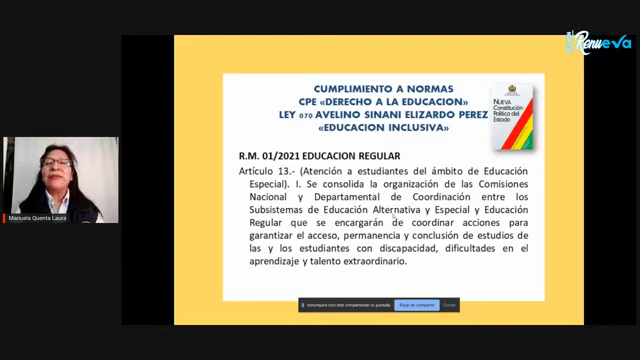 Renueva
CUMPLIMIENTO A NORMAS
CPE «DERECHO A LA EDUCACION»
LEY 070 AVELINO SINANI ELIZARDO PEREZ
«EDUCACION INCLUSIVA»
NUEVA
Constitución
Política del
Estado
R.M. 01/2021 EDUCACION REGULAR
Artículo 13.- (Atención a estudiantes del ámbito de Educación
Especial). I. Se consolida la organización de las Comisiones
Nacional y Departamental de Coordinación entre los
Subsistemas de Educación Alternativa y Especial y Educación
Regular que se encargarán de coordinar acciones para
garantizar el acceso, permanencia y conclusión de estudios de
las y los estudiantes con discapacidad, dificultades en el
aprendizaje y talento extraordinario.
Manuela Quenta Laura
Dejar de compartir
Ocultar